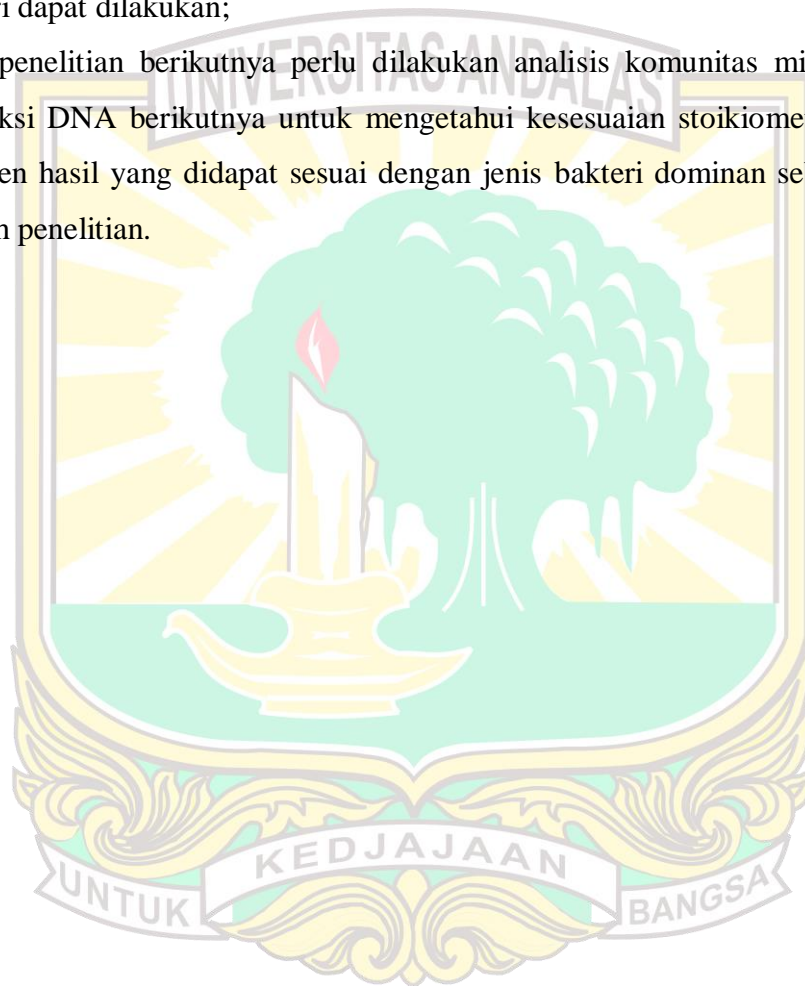 ri dapat dilakukan;
penelitian berikutnya perlu dilakukan analisis komunitas mi
ksi DNA berikutnya untuk mengetahui kesesuaian stoikiome
en hasil yang didapat sesuai dengan jenis bakteri dominan se
n penelitian.
UNIVERSITAS ANDALAS
UNTUK KEDJAJAAN BANGSA